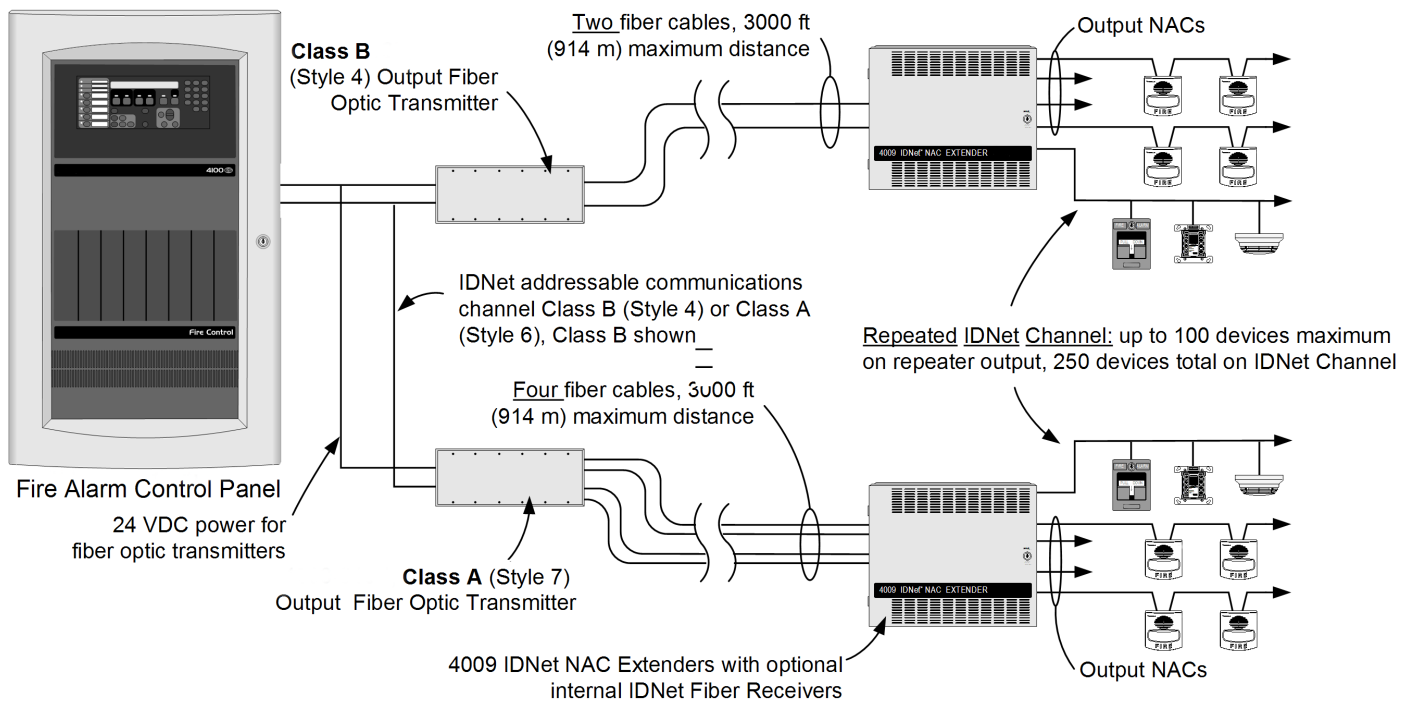 Two fiber cables, 3000 ft
(914 m) maximum distance
Output NACs
Class B
(Style 4) Output Fiber
Optic Transmitter
4100
4009 IDNet™ NAC EXTENDER
FIRE
FIRE
FIRE
FIRE
IDNet addressable communications
channel Class B (Style 4) or Class A
(Style 6), Class B shown
Fire Control
Repeated IDNet Channel: up to 100 devices maximum
on repeater output, 250 devices total on IDNet Channel
Four fiber cables, 3000 ft
(914 m) maximum distance
Fire Alarm Control Panel
24 VDC power for
fiber optic transmitters
Class A (Style 7)
Output Fiber Optic Transmitter
4009 IDNet™ NAC EXTENDER
FIRE
FIRE
FIRE
FIRE
4009 IDNet NAC Extenders with optional
internal IDNet Fiber Receivers
Output NACs